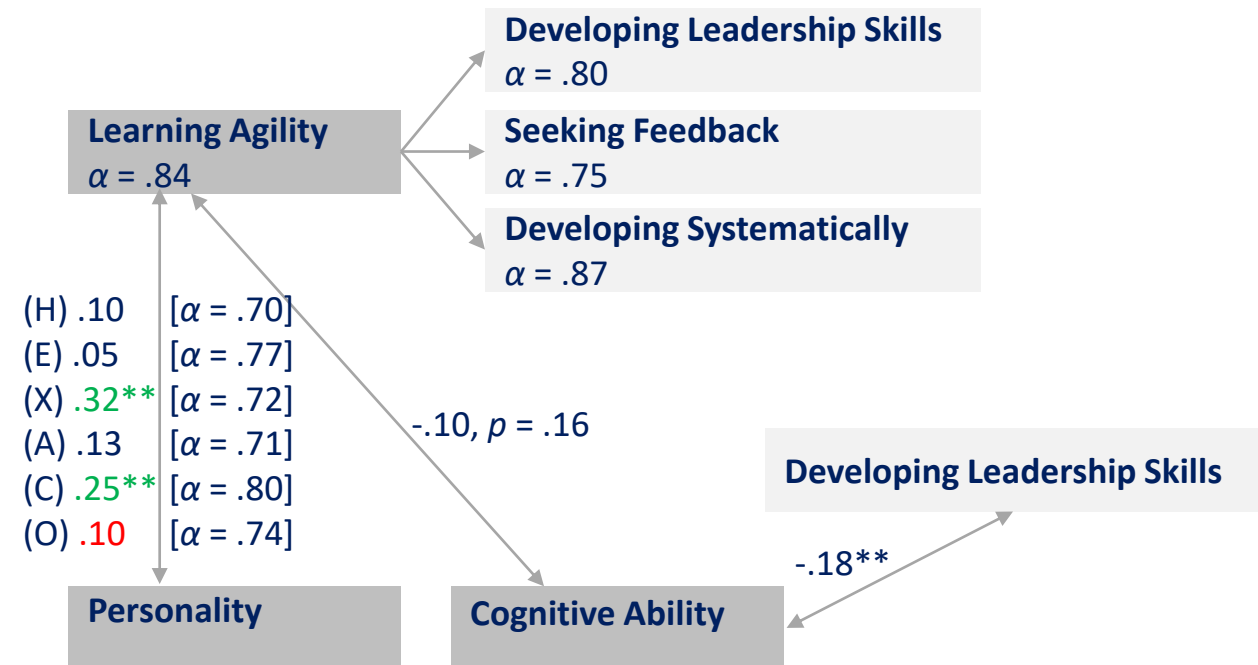 Developing Leadership Skills
α = .80
Learning Agility
α = .84
Seeking Feedback
α = .75
Developing Systematically
α = .87
(H) .10 [α = .70]
(E) .05 [α = .77]
(X) .32** [α = .72]
(A) .13 [α = .71]
(C) .25** [α = .80]
(O) .10 [α = .74]
-.10, p = .16
Developing Leadership Skills
-.18**
Personality
Cognitive Ability